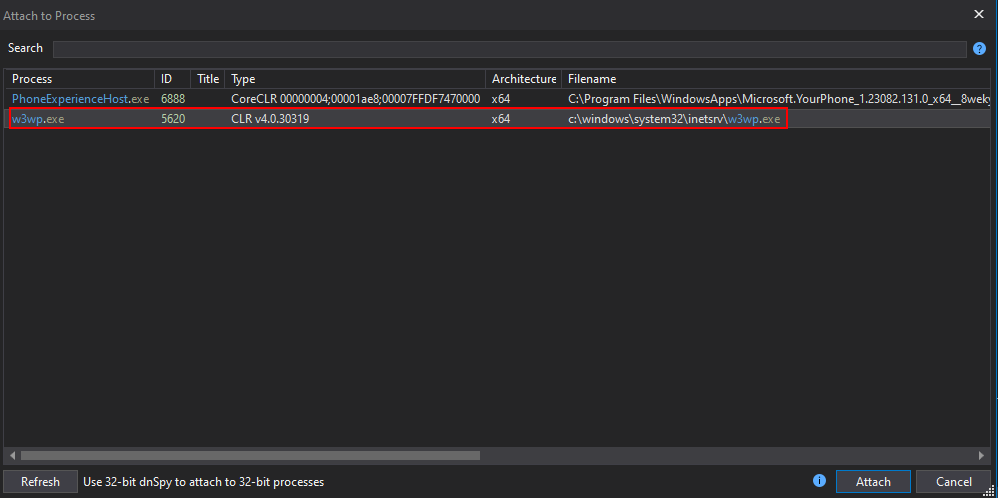 Attach to Process
Search
Process ID Title Type Architecture Filename
PhoneExperienceHost.exe 6888 CoreCLR 00000004;00001ae8;00007FFDF7470000 x64 C:\Program Files\WindowsApps\Microsoft.YourPhone_1.23082.131.0_x64__8weky
w3wp.exe 5620 CLR v4.0.30319 x64 c:\windows\system32\inetsrv\w3wp.exe
Refresh Use 32-bit dnSpy to attach to 32-bit processes Attach Cancel